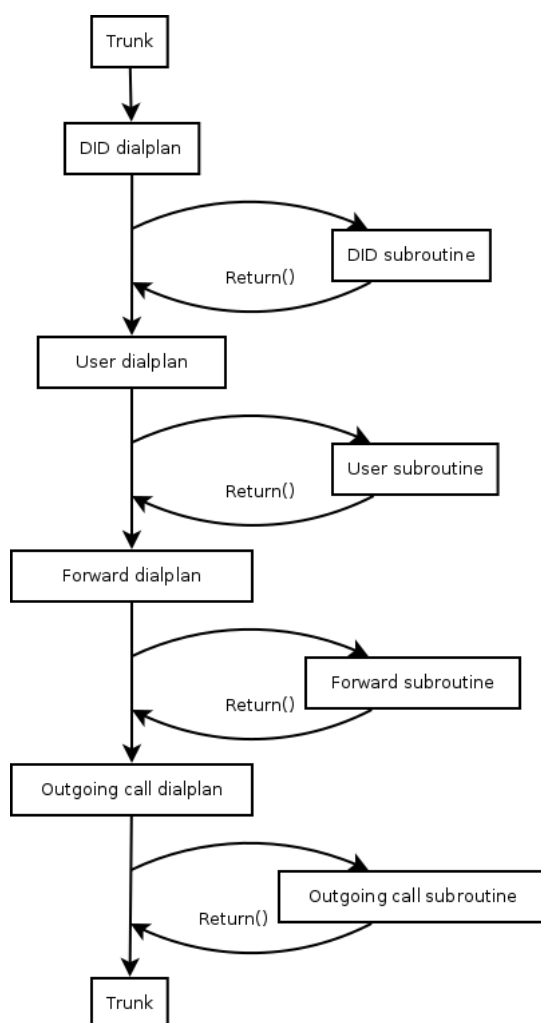 Trunk
DID dialplan
DID subroutine
Return()
User dialplan
User subroutine
Return()
Forward dialplan
Forward subroutine
Return()
Outgoing call dialplan
Outgoing call subroutine
Return()
Trunk